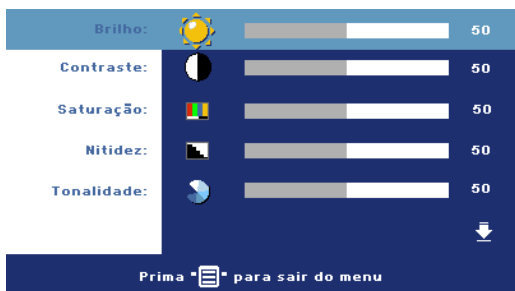 Brilho: 50
Contraste: 50
Saturação: 50
Nitidez: 50
Tonalidade: 50
Prima "" para sair do menu